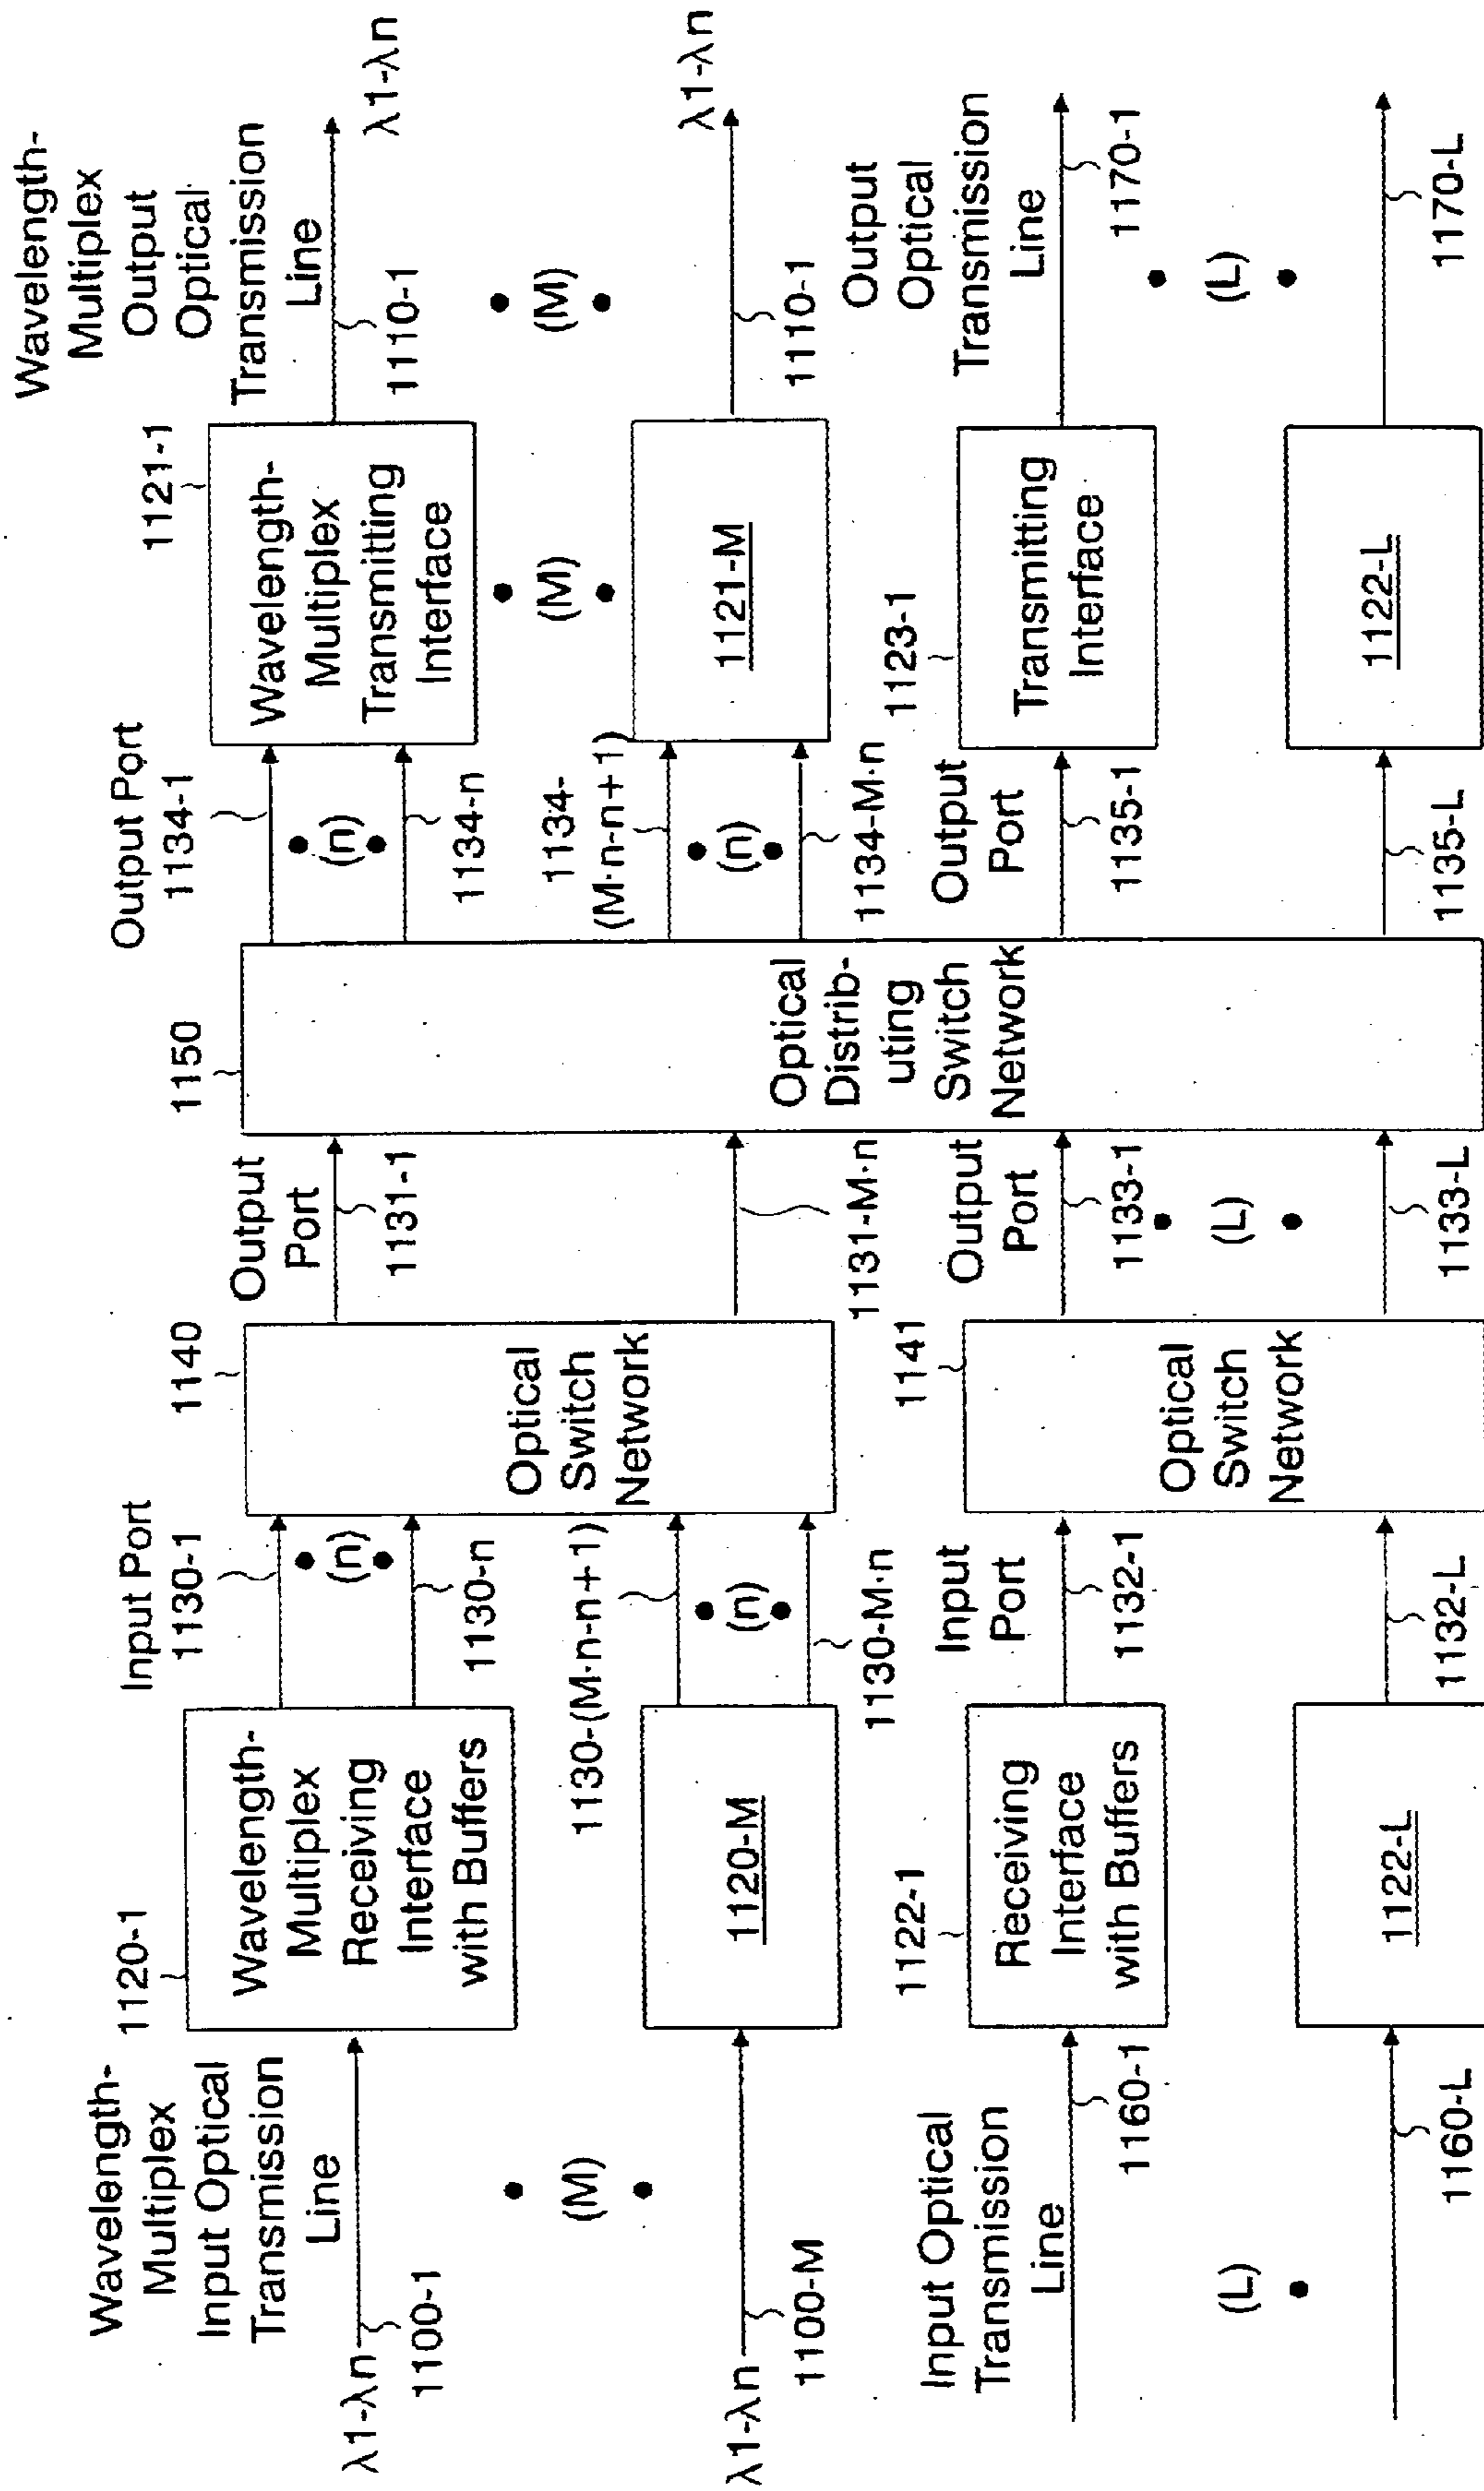 Wavelength-
Multiplex
Input Optical
Transmission
Line
λ1-λn
1100-1
(M)
λ1-λn
1100-M
Input Optical
Transmission
Line
1160-1
(L)
1160-L
1120-1
Wavelength-
Multiplex
Receiving
Interface
with Buffers
1120-M
1122-1
Receiving
Interface
with Buffers
1122-L
Input Port
1130-1
(n)
1130-n
1130-(M·n-n+1)
(n)
1130-M·n
Input
Port
1132-1
1132-L
1140
Optical
Switch
Network
1141
Optical
Switch
Network
Output
Port
1131-1
1131-M·n
Output
Port
1133-1
(L)
1133-L
1150
Optical
Distrib-
uting
Switch
Network
Output Port
1134-1
(n)
1134-n
1134-
(M·n-n+1)
(n)
1134-M·n
Output
Port
1135-1
1135-L
1121-1
Wavelength-
Multiplex
Transmitting
Interface
(M)
1121-M
1123-1
Transmitting
Interface
1122-L
Wavelength-
Multiplex
Output
Optical
Transmission
Line
λ1-λn
1110-1
(M)
λ1-λn
1110-1
Output
Optical
Transmission
Line
1170-1
(L)
1170-L